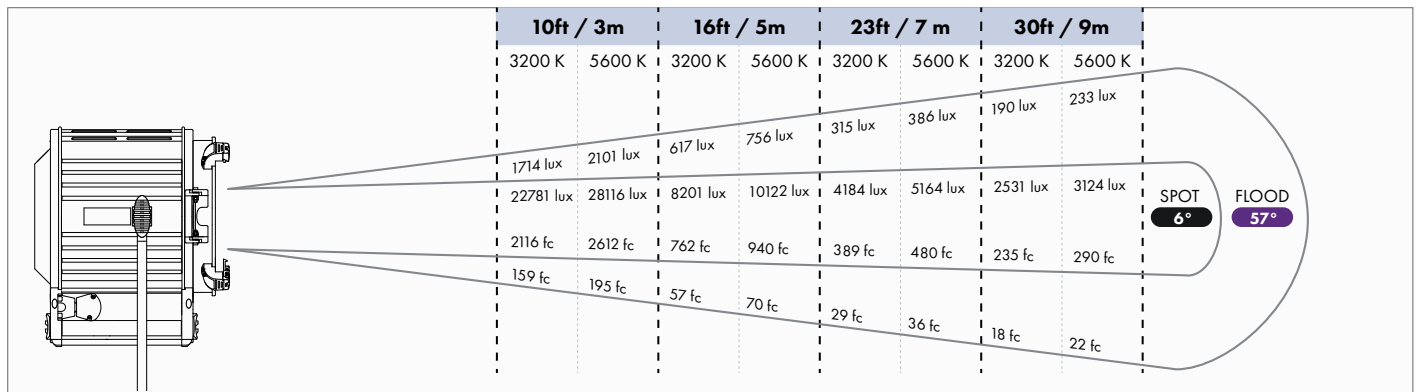 10ft / 3m 16ft / 5m 23ft / 7 m 30ft / 9m
3200 K 5600 K 3200 K 5600 K 3200 K 5600 K 3200 K 5600 K
1714 lux 2101 lux 617 lux 756 lux 315 lux 386 lux 190 lux 233 lux
22781 lux 28116 lux 8201 lux 10122 lux 4184 lux 5164 lux 2531 lux 3124 lux
SPOT FLOOD
6° 57°
2116 fc 2612 fc 762 fc 940 fc 389 fc 480 fc 235 fc 290 fc
159 fc 195 fc 57 fc 70 fc 29 fc 36 fc 18 fc 22 fc